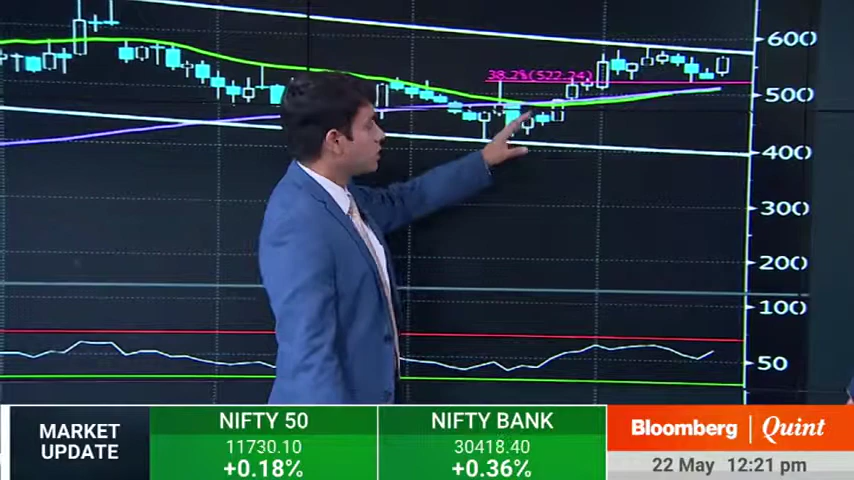 600
38.2%(522.24)
500
400
300
200
100
50
MARKET
UPDATE
NIFTY 50
11730.10
+0.18%
NIFTY BANK
30418.40
+0.36%
Bloomberg | Quint
22 May 12:21 pm